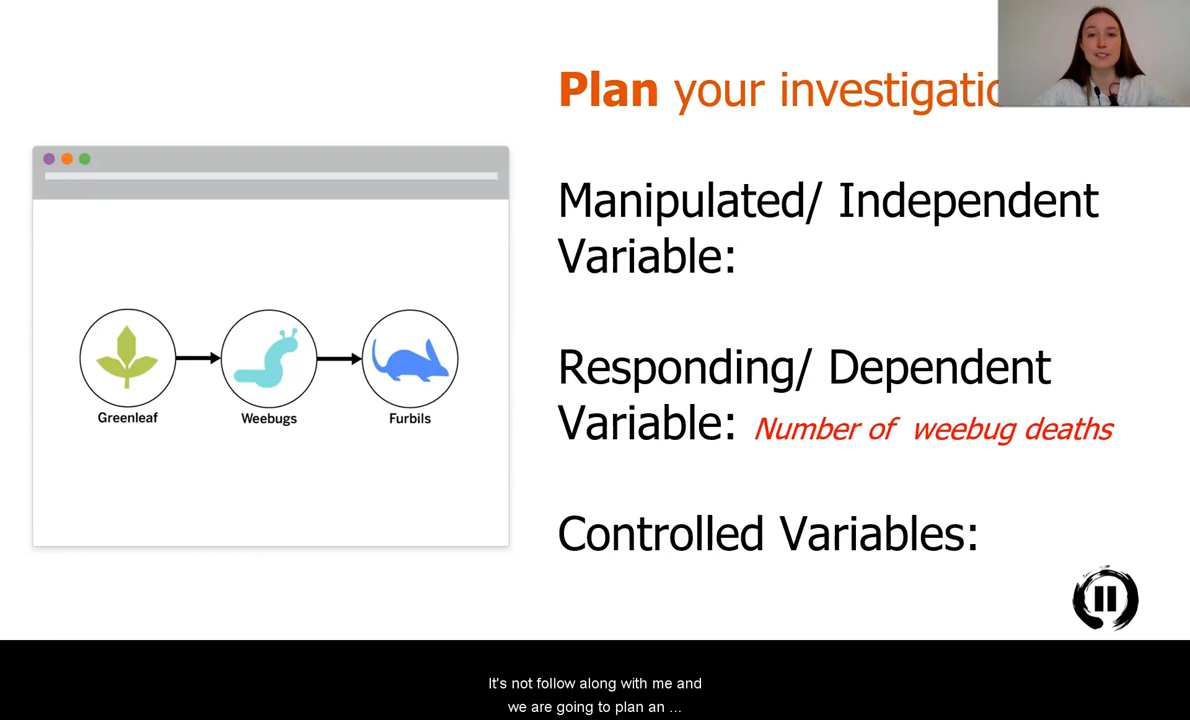 Plan your investigatio
Manipulated/ Independent
Variable:
Greenleaf
Weebugs
Furbils
Responding/ Dependent
Variable: Number of weebug deaths
Controlled Variables:
It's not follow along with me and
we are going to plan an ...